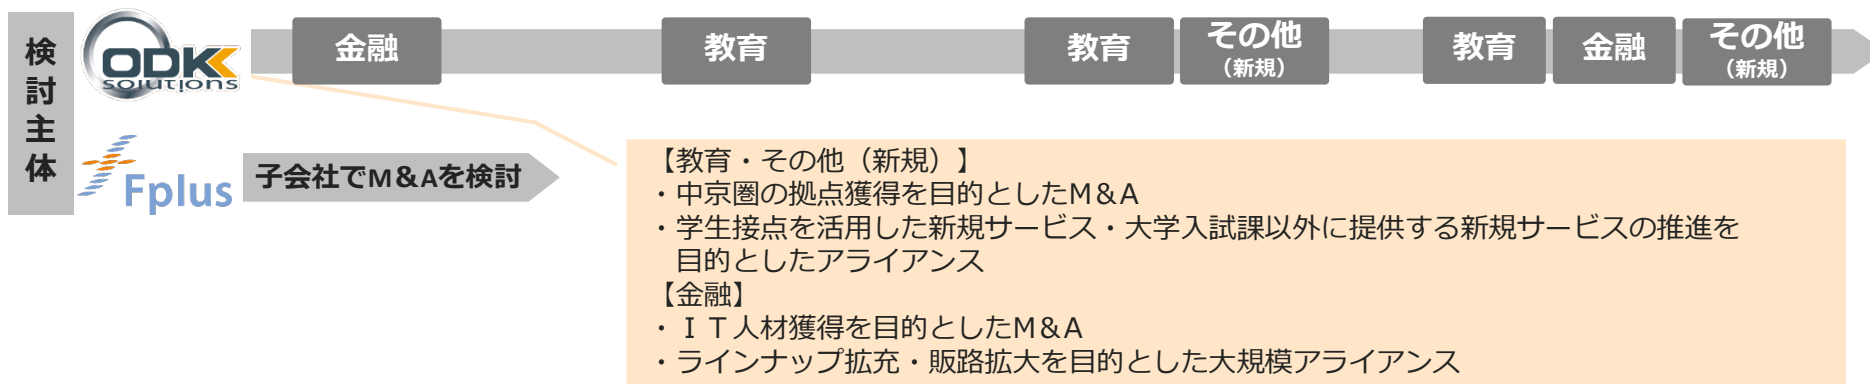 検討主体
ODK
solutions
金融
教育
教育
その他
（新規）
教育
金融
その他
（新規）
Fplus
子会社でM＆Aを検討
【教育・その他（新規）】
・中京圏の拠点獲得を目的としたM＆A
・学生接点を活用した新規サービス・大学入試課以外に提供する新規サービスの推進を
目的としたアライアンス
【金融】
・ＩＴ人材獲得を目的としたM＆A
・ラインナップ拡充・販路拡大を目的とした大規模アライアンス